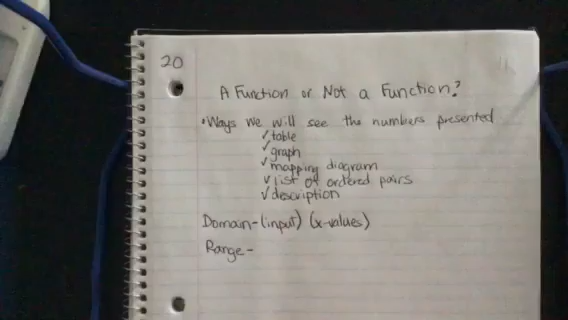 20
A Function or Not a Function?
•Ways we will see the numbers presented
✓table
✓graph
✓mapping diagram
✓list of ordered pairs
✓description
Domain-(input) (x-values)
Range-